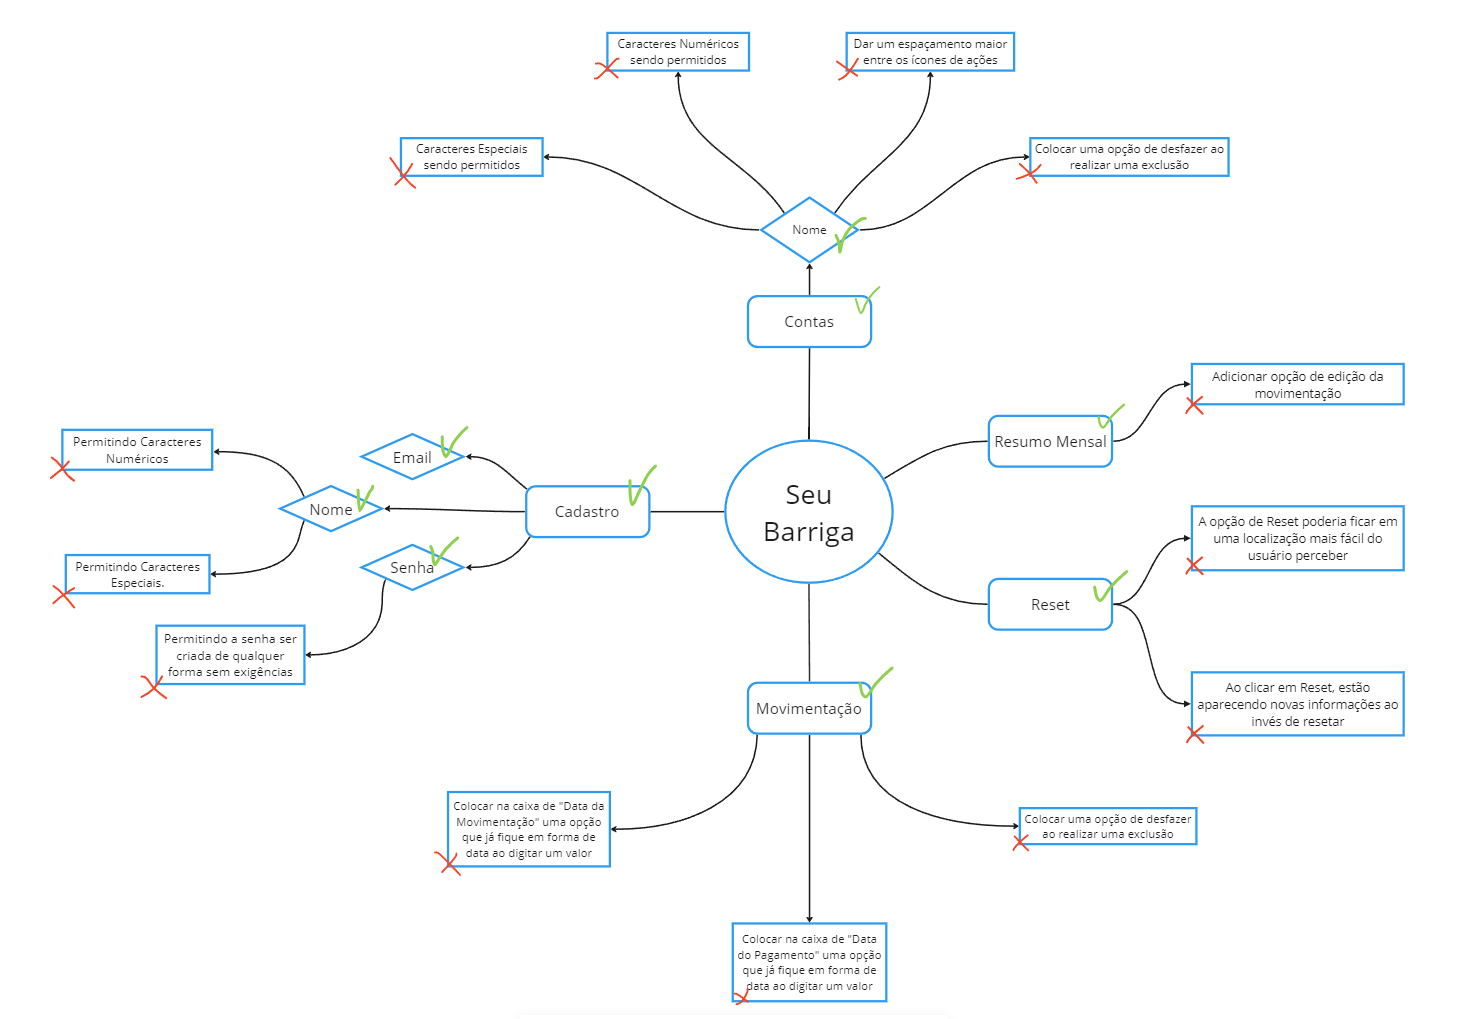 Caracteres Numéricos
sendo permitidos
Dar um espaçamento maior
entre os ícones de ações
Caracteres Especiais
sendo permitidos
Colocar uma opção de desfazer ao
realizar uma exclusão
Nome
Contas
Adicionar opção de edição da
movimentação
Resumo Mensal
Permitindo Caracteres
Numéricos
Email
Nome
Cadastro
Seu
Barriga
A opção de Reset poderia ficar em
uma localização mais fácil do
usuário perceber
Permitindo Caracteres
Especiais.
Senha
Reset
Permitindo a senha ser
criada de qualquer
forma sem exigências
Movimentação
Ao clicar em Reset, estão
aparecendo novas informações ao
invés de resetar
Colocar na caixa de "Data da
Movimentação" uma opção
que já fique em forma de
data ao digitar um valor
Colocar uma opção de desfazer
ao realizar uma exclusão
Colocar na caixa de "Data
do Pagamento" uma opção
que já fique em forma de
data ao digitar um valor